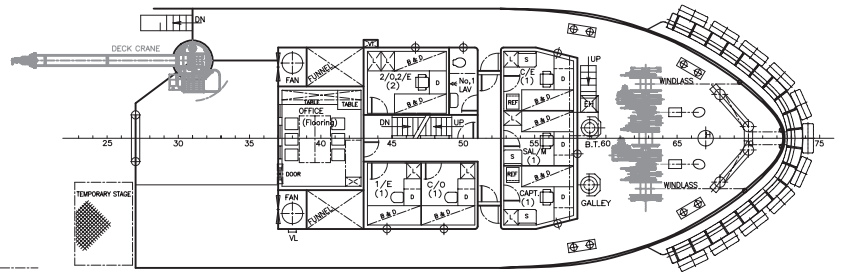 DN
DECK CRANE
FAN
FUNNEL
VL
2/O,2/E
(2)
B & D
D
No.1
LAV
S
C/E
(1)
D
B & D
UP
EH
WINDLASS
TABLE
TABLE
OFFICE
(Flooring)
REF
B & D
DN
UP
25
30
35
40
45
50
55
60
65
70
75
D
B.T.
SAL/M
(1)
S
DOOR
REF
B & D
TEMPORARY STAGE
1/E
(1)
D
C/O
(1)
D
CAPT.
(1)
D
S
WINDLASS
GALLEY
FAN
FUNNEL
B & D
B & D
VL